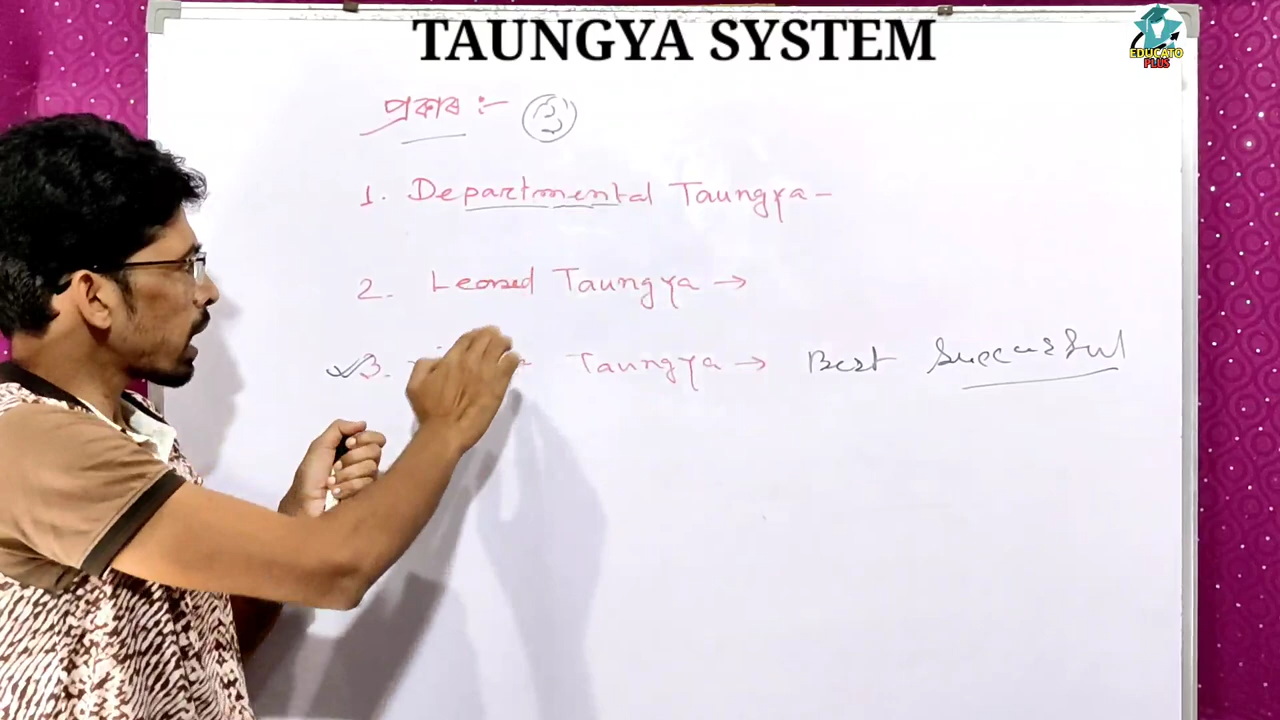 TAUNGYA SYSTEM
EDUCATO
PLUS
প্ৰকাৰ :- 3
1. Departmental Taungya -
2. Leased Taungya →
3. Taungya → Best Successful